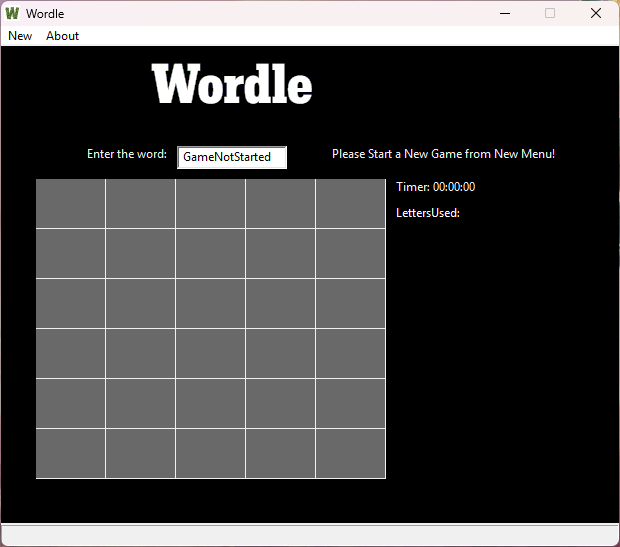 W Wordle
New About
Wordle
Enter the word: GameNotStarted Please Start a New Game from New Menu!
Timer: 00:00:00
LettersUsed: